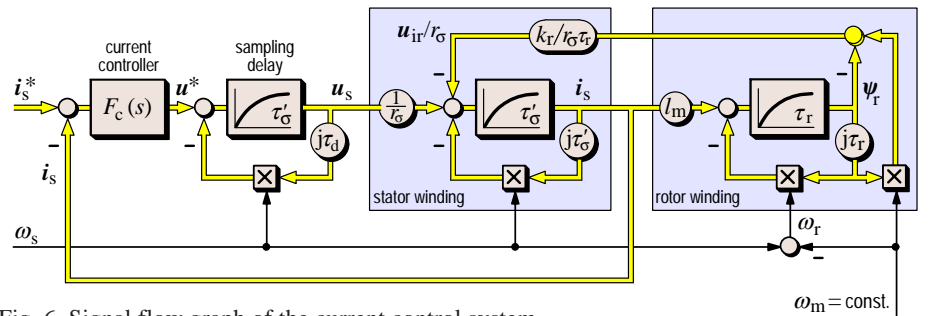 current
controller
sampling
delay
u_ir/r_σ
k_r/r_στ_r
i_s*
F_c(s)
u*
τ'_σ
u_s
1/r_σ
τ'_σ
i_s
l_m
τ_r
ψ_r
i_s
jτ_d
jτ'_σ
jτ_r
×
×
×
×
stator winding
rotor winding
ω_s
ω_r
ω_m = const.
Fig. 6. Signal flow graph of the current control system